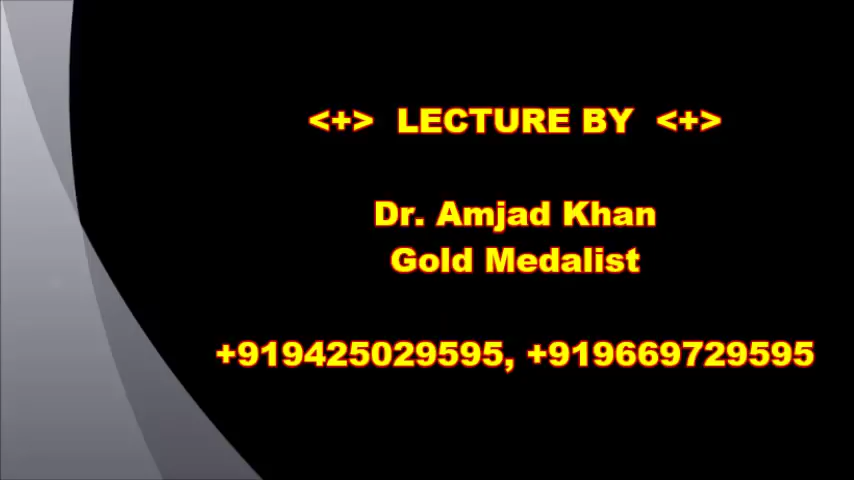 <+> LECTURE BY <+>
Dr. Amjad Khan
Gold Medalist
+919425029595, +919669729595